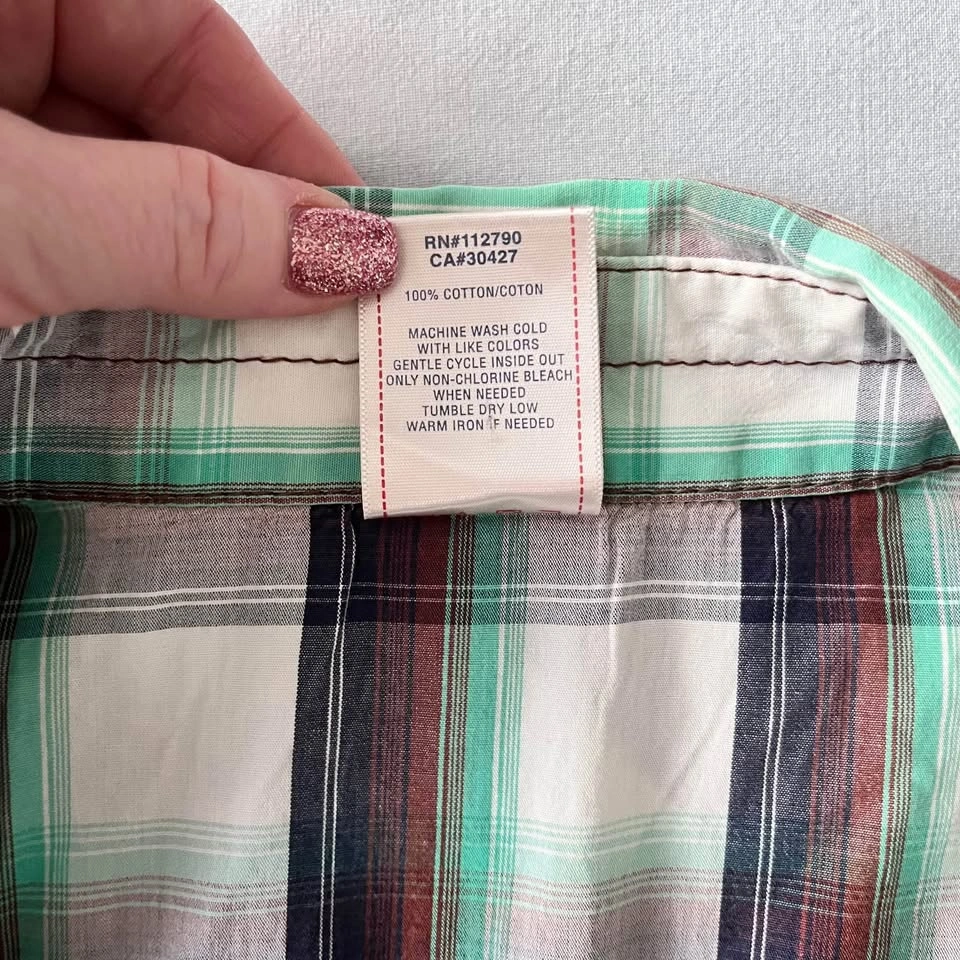 RN#112790
CA#30427
100% COTTON/COTON
MACHINE WASH COLD
WITH LIKE COLORS
GENTLE CYCLE INSIDE OUT
ONLY NON-CHLORINE BLEACH
WHEN NEEDED
TUMBLE DRY LOW
WARM IRON IF NEEDED